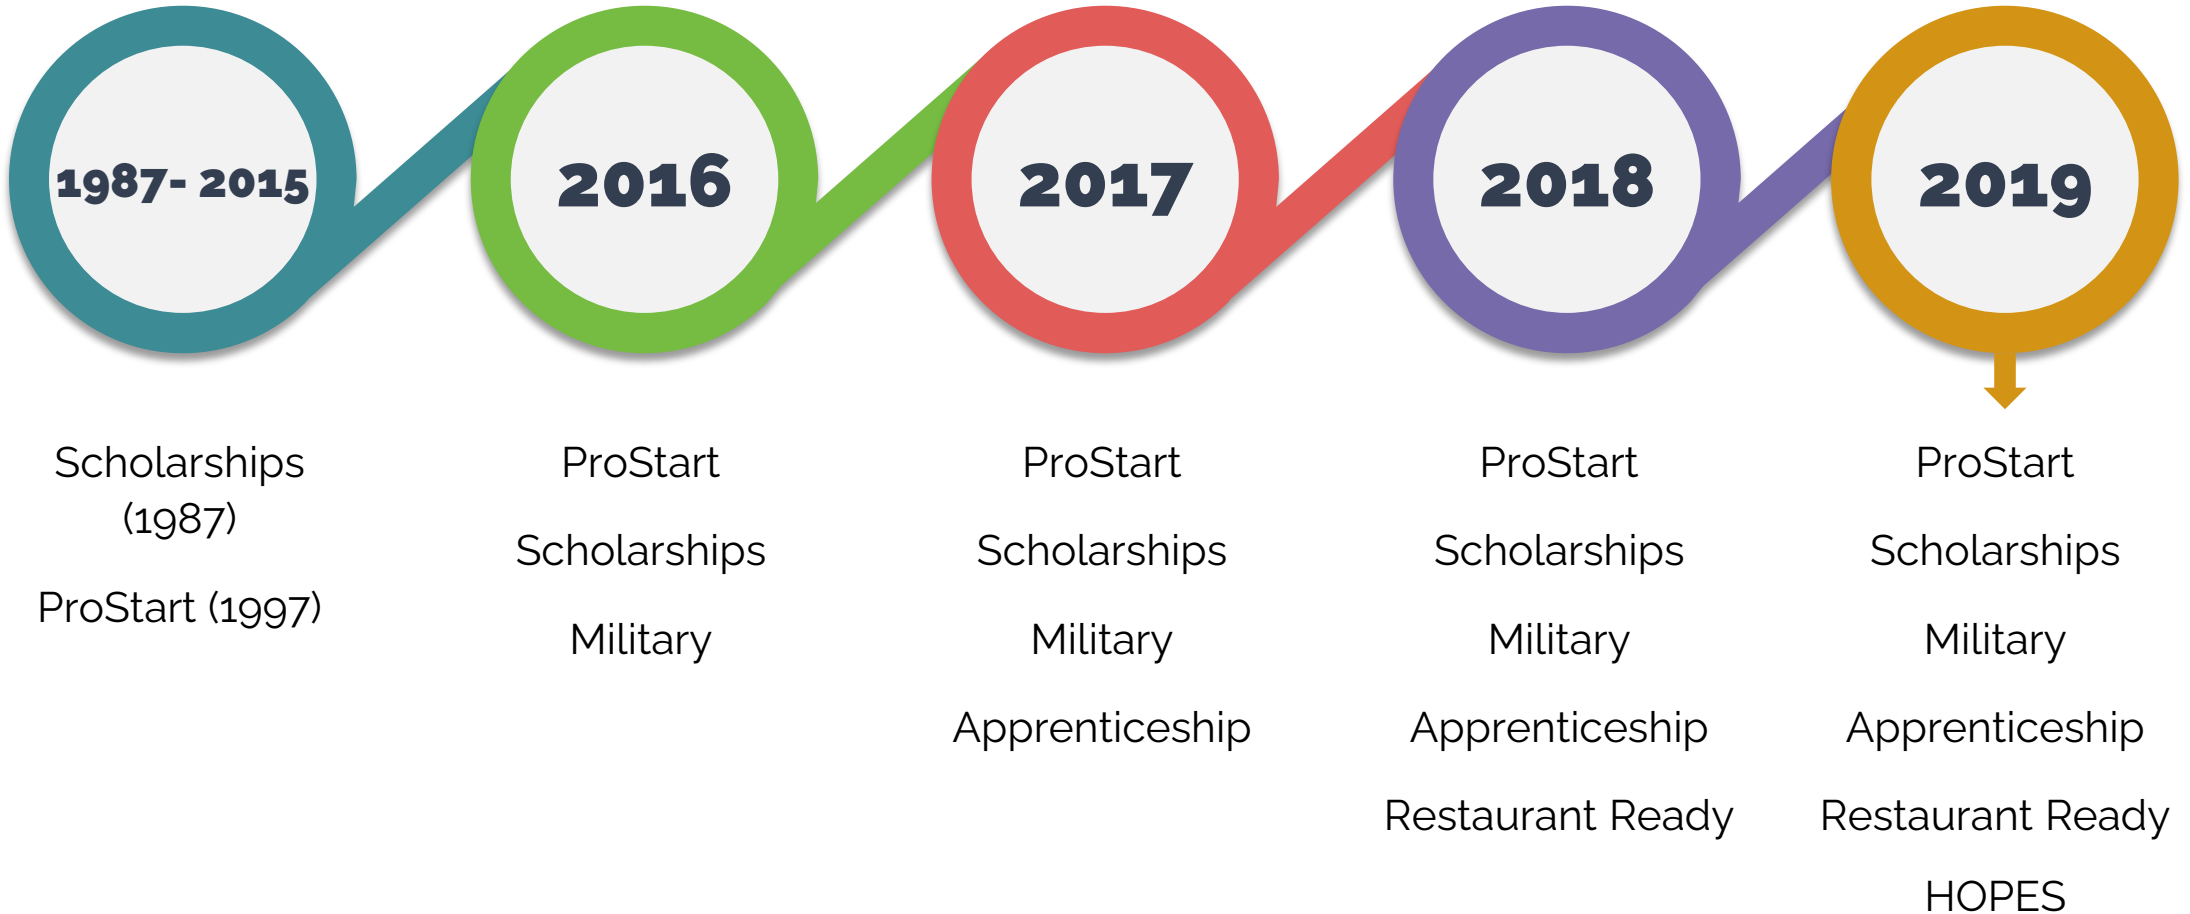 1987- 2015
2016
2017
2018
2019
Scholarships
(1987)
ProStart (1997)
ProStart
Scholarships
Military
ProStart
Scholarships
Military
Apprenticeship
ProStart
Scholarships
Military
Apprenticeship
Restaurant Ready
ProStart
Scholarships
Military
Apprenticeship
Restaurant Ready
HOPES